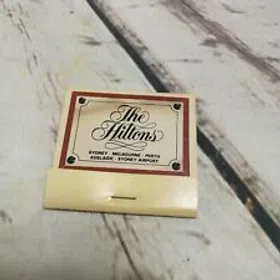 The
Hiltons
SYDNEY · MELBOURNE · PERTH
ADELAIDE · SYDNEY AIRPORT